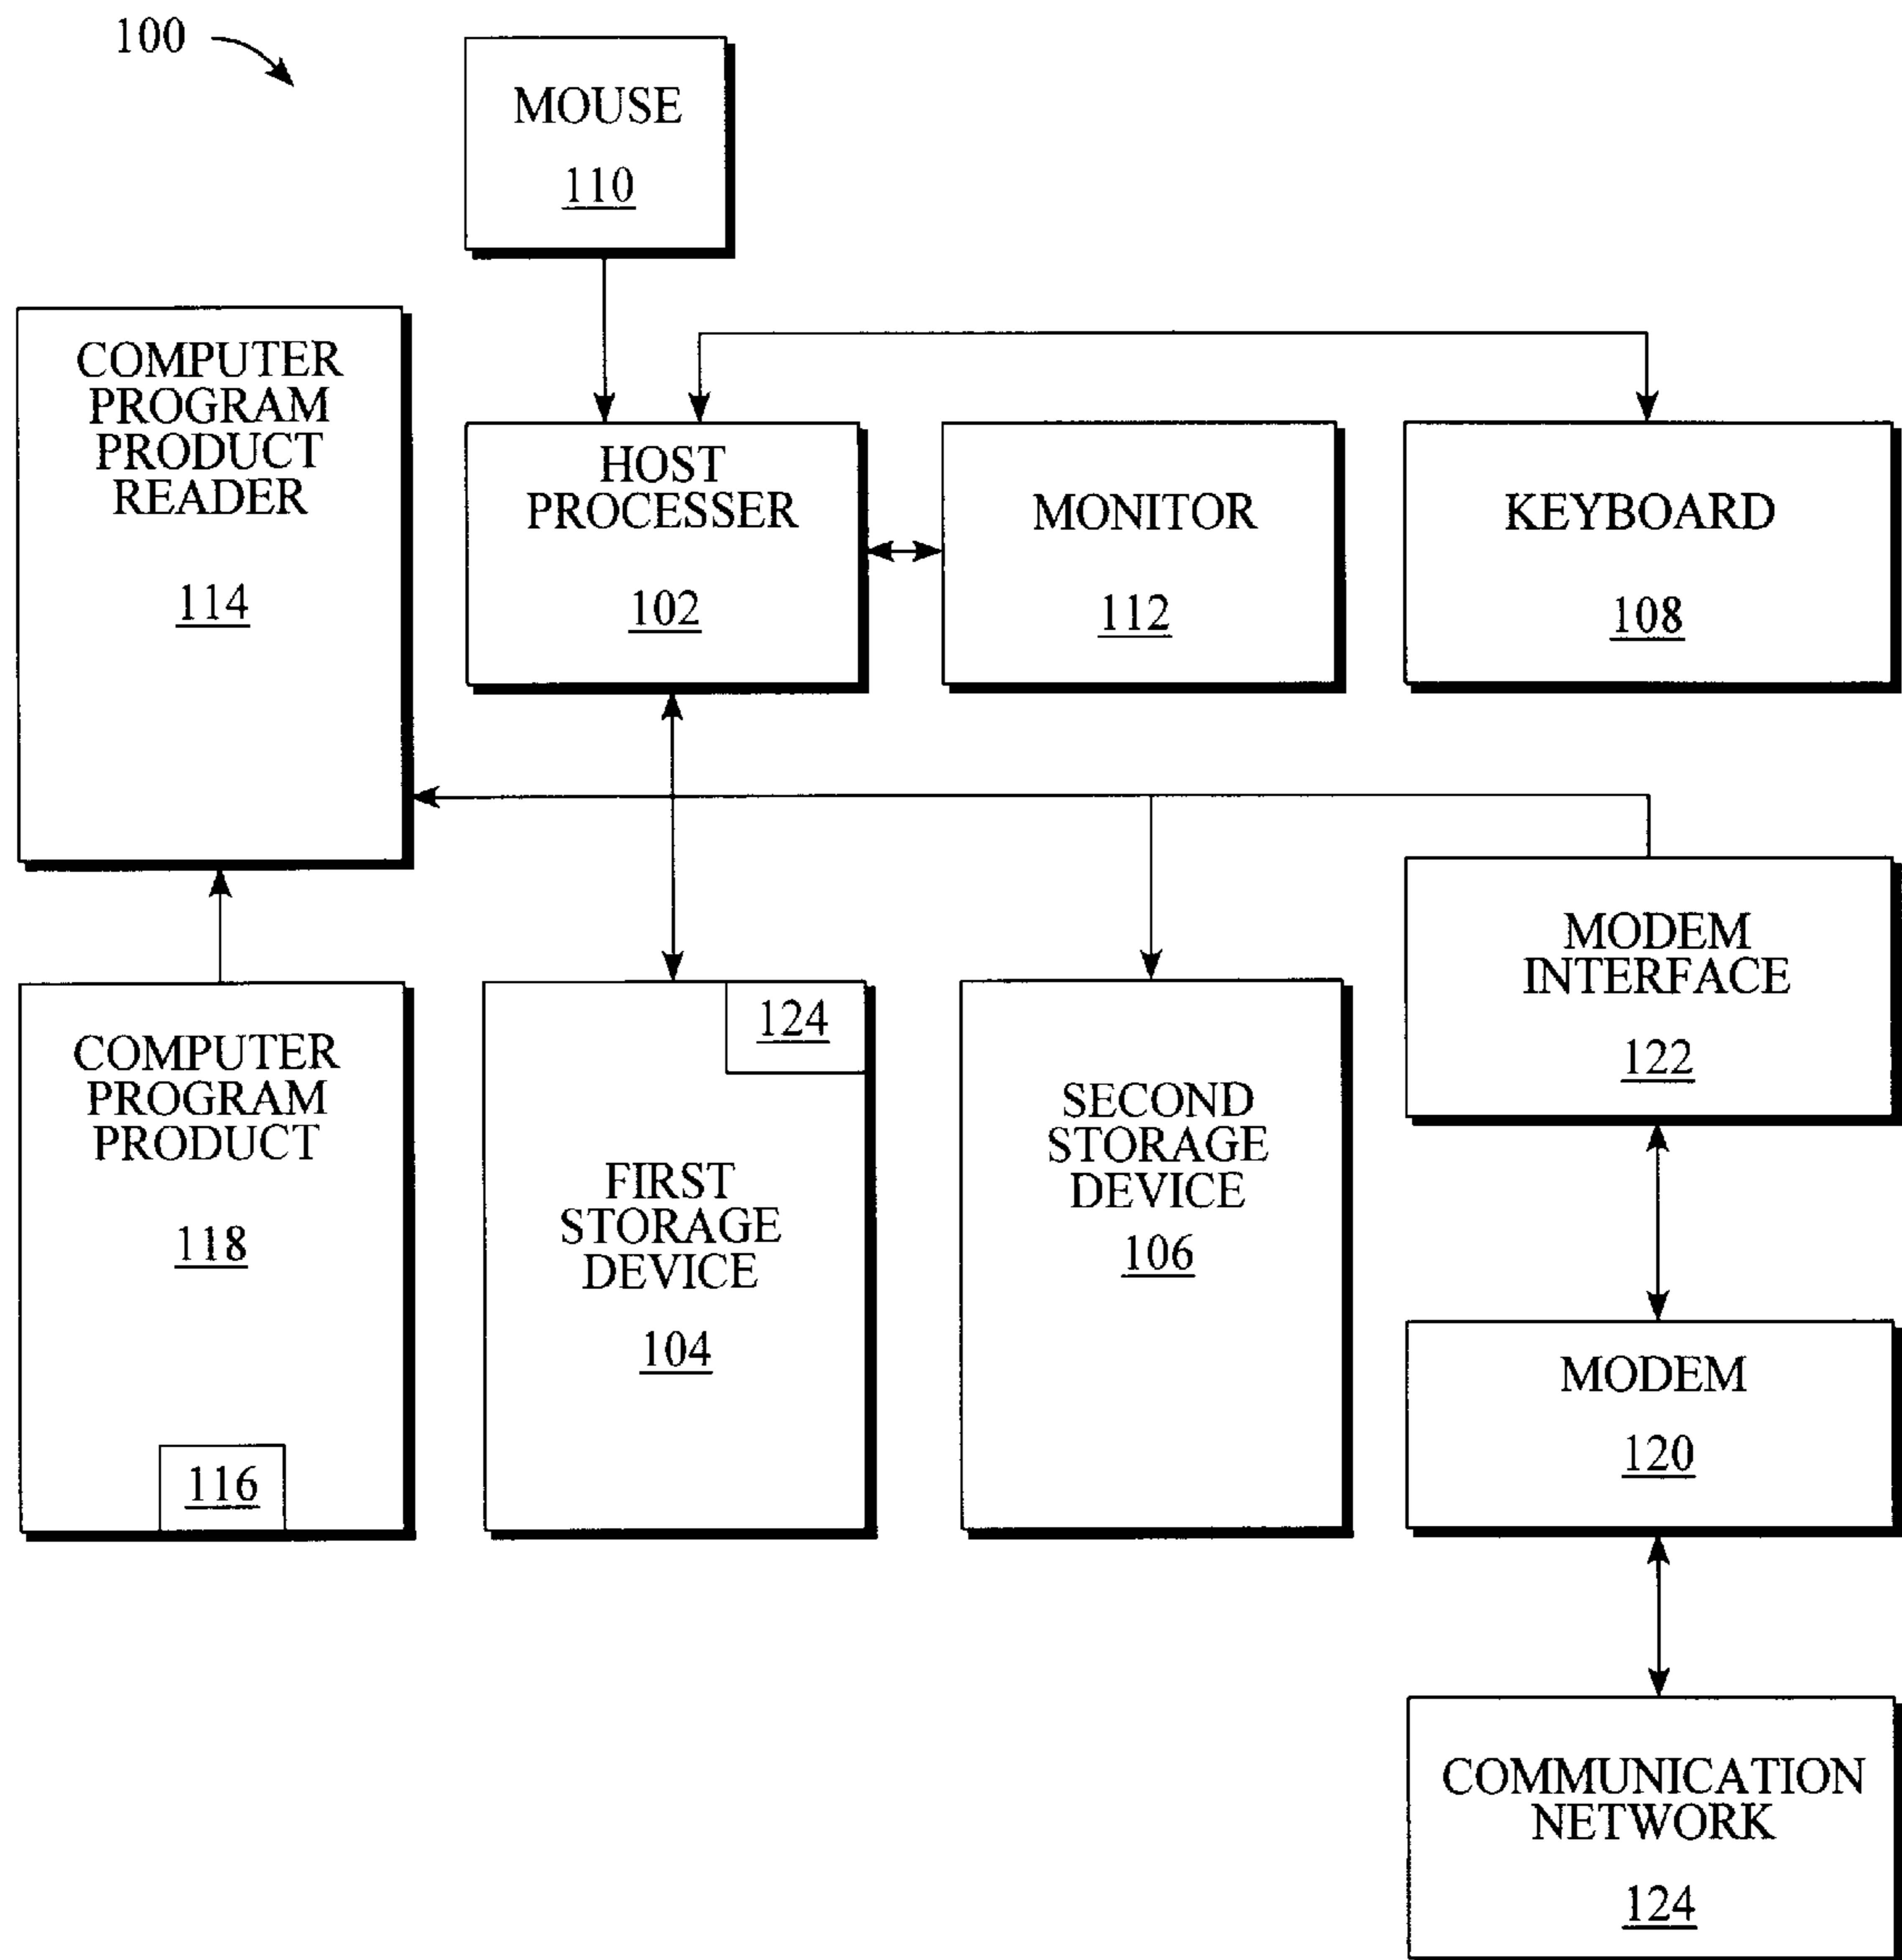 100
MOUSE
110
COMPUTER
PROGRAM
PRODUCT
READER
114
HOST
PROCESSER
102
MONITOR
112
KEYBOARD
108
COMPUTER
PROGRAM
PRODUCT
118
116
124
FIRST
STORAGE
DEVICE
104
SECOND
STORAGE
DEVICE
106
MODEM
INTERFACE
122
MODEM
120
COMMUNICATION
NETWORK
124